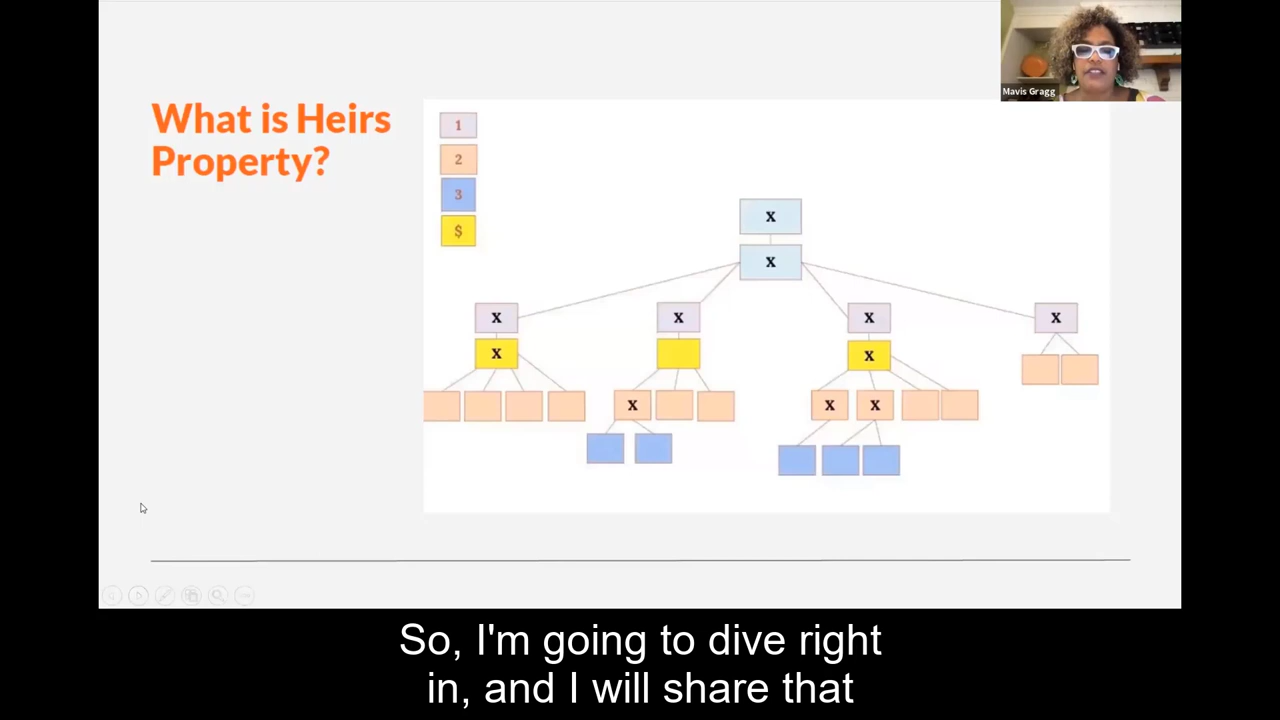 Mavis Gragg
What is Heirs
Property?
1
2
3
$
X
X
X X X X
X X
X X X
So, I'm going to dive right
in, and I will share that